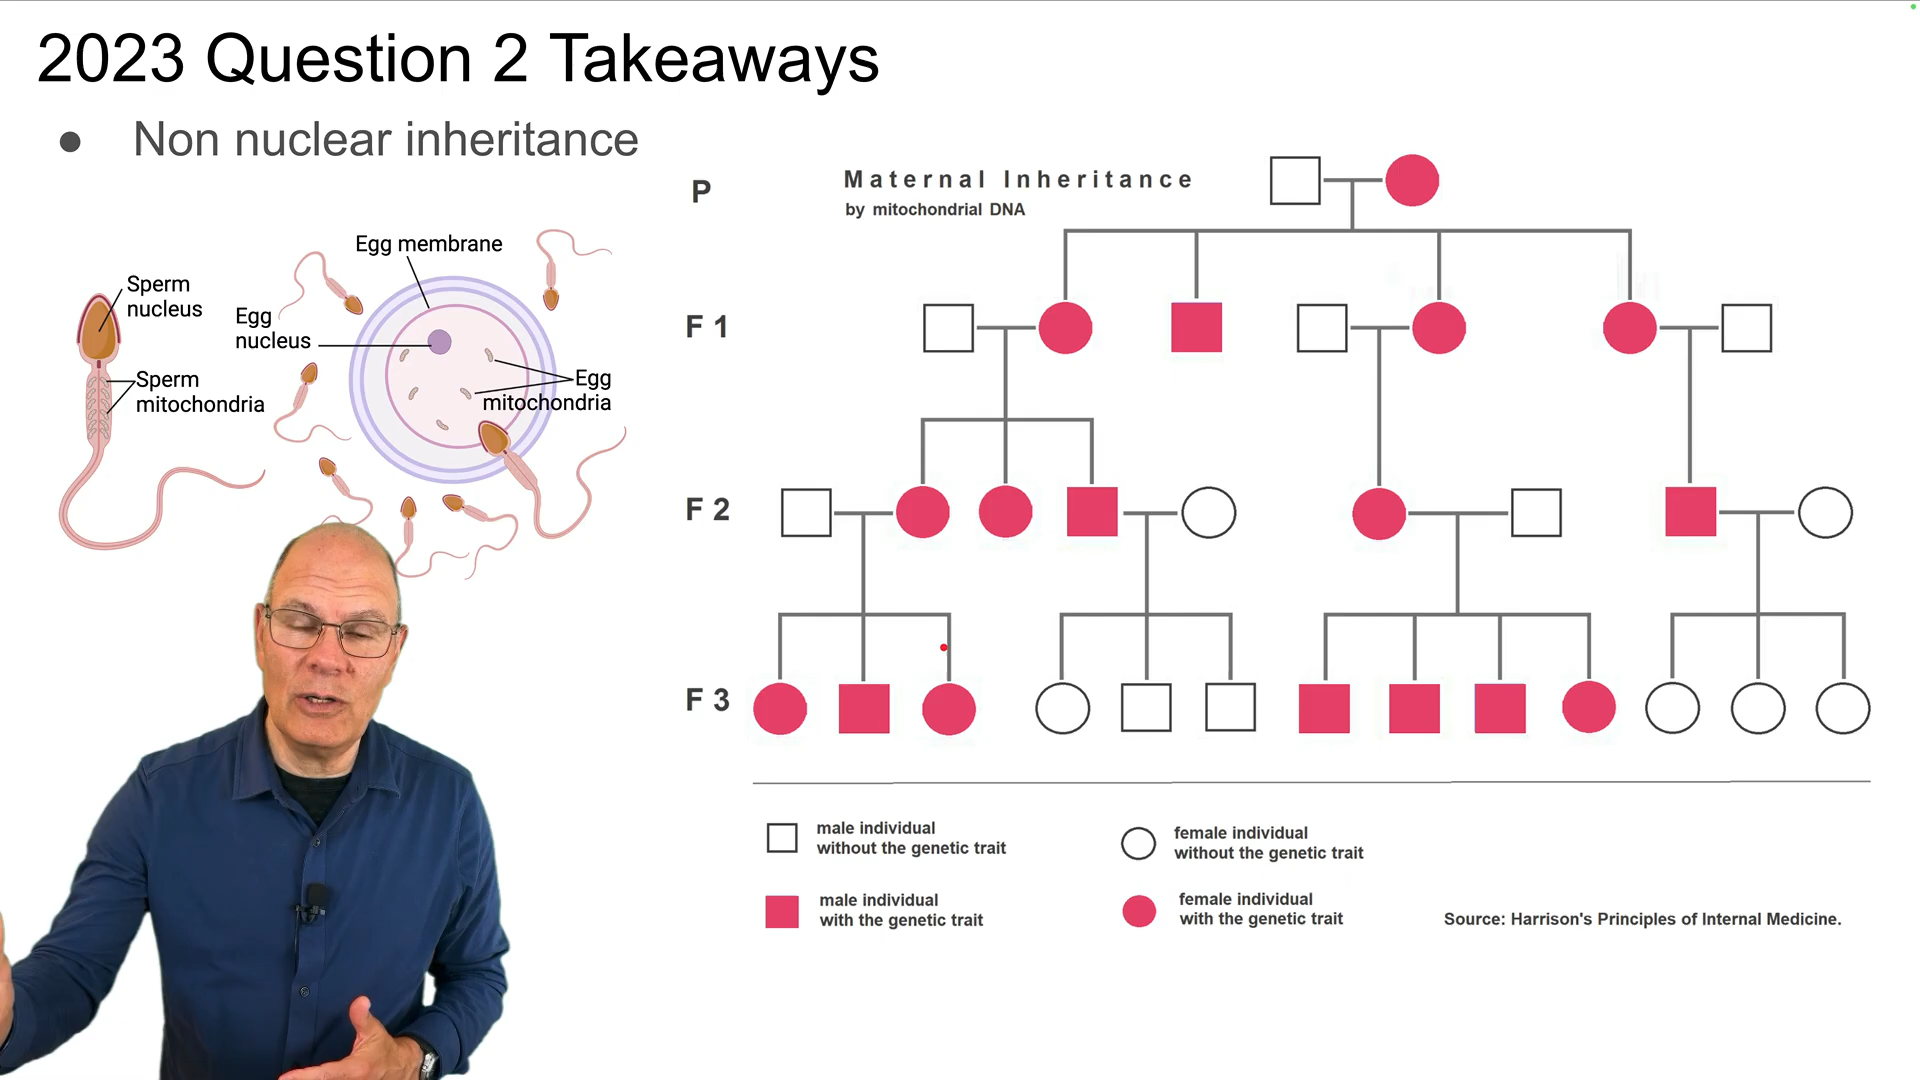 2023 Question 2 Takeaways
● Non nuclear inheritance
Egg membrane
Sperm
nucleus
Egg
nucleus
Sperm
mitochondria
Egg
mitochondria
P
Maternal Inheritance
by mitochondrial DNA
F 1
F 2
F 3
male individual
without the genetic trait
female individual
without the genetic trait
male individual
with the genetic trait
female individual
with the genetic trait
Source: Harrison's Principles of Internal Medicine.